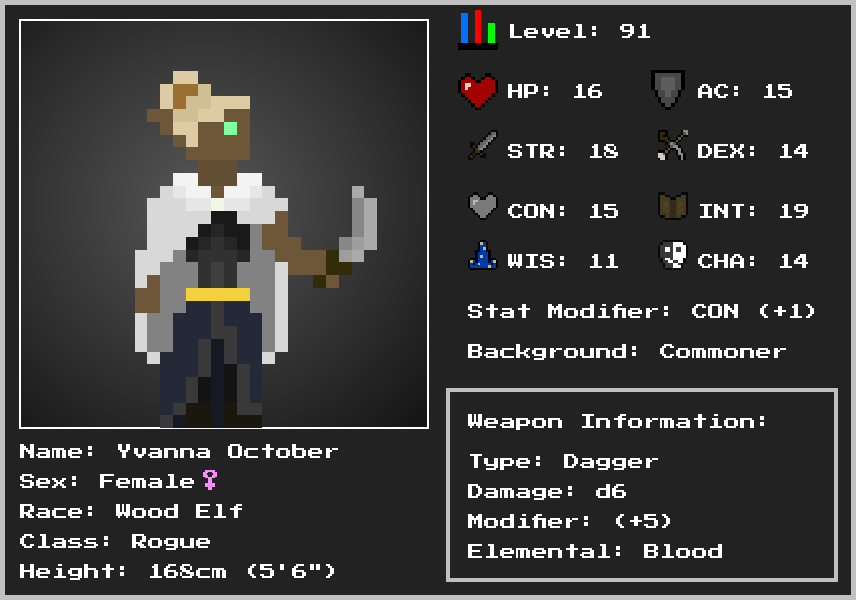 Level: 91
HP: 16 AC: 15
STR: 18 DEX: 14
CON: 15 INT: 19
WIS: 11 CHA: 14
Stat Modifier: CON (+1)
Background: Commoner
Weapon Information:
Type: Dagger
Damage: d6
Modifier: (+5)
Elemental: Blood
Name: Yvanna October
Sex: Female♀
Race: Wood Elf
Class: Rogue
Height: 168cm (5'6")